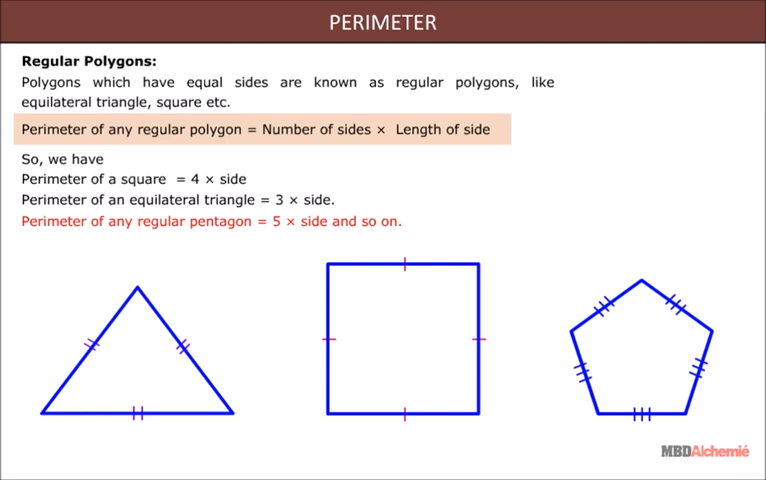 PERIMETER
Regular Polygons:
Polygons which have equal sides are known as regular polygons, like
equilateral triangle, square etc.
Perimeter of any regular polygon = Number of sides × Length of side
So, we have
Perimeter of a square = 4 × side
Perimeter of an equilateral triangle = 3 × side.
Perimeter of any regular pentagon = 5 × side and so on.
MBDAlchemié